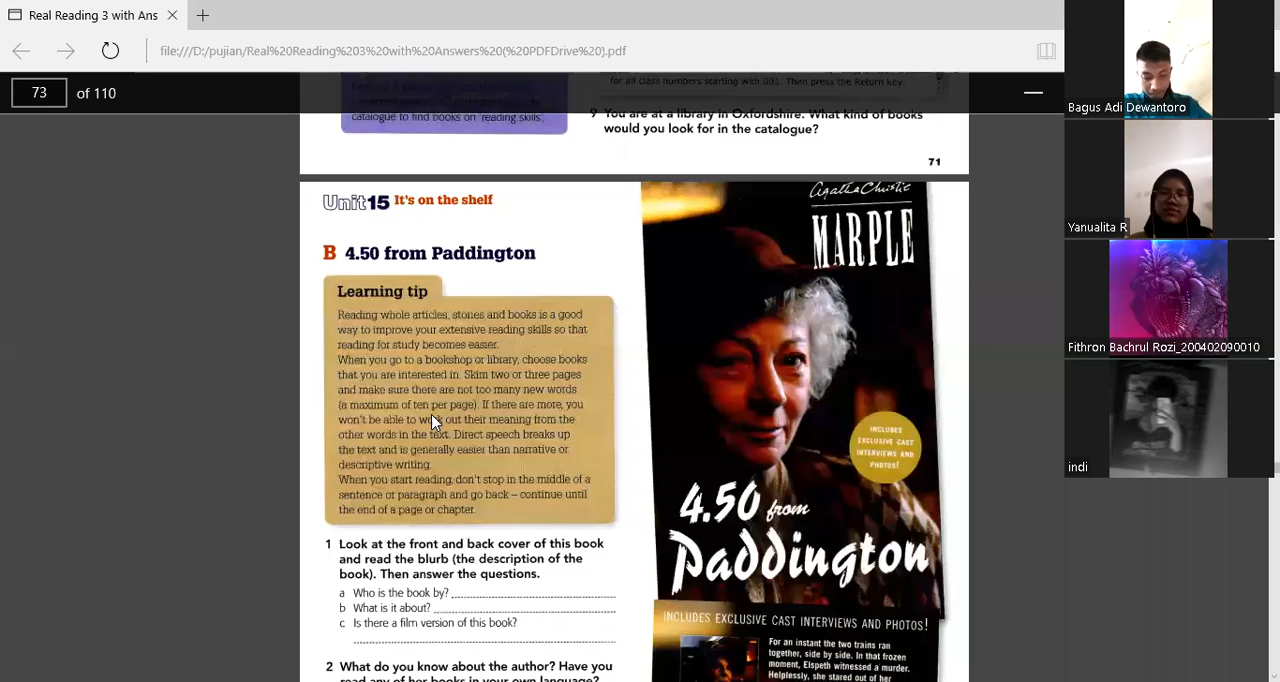 Real Reading 3 with Ans
file:///D:/pujian/Real%20Reading%203%20with%20Answers%20(%20PDFDrive%20).pdf
73 of 110
catalogue to find books on 'reading skills'.
for all class numbers starting with 091. Then press the Return key.
9 You are at a library in Oxfordshire. What kind of books
would you look for in the catalogue?
71
Unit 15 It's on the shelf
B 4.50 from Paddington
Learning tip
Reading whole articles, stories and books is a good
way to improve your extensive reading skills so that
reading for study becomes easier.
When you go to a bookshop or library, choose books
that you are interested in. Skim two or three pages
and make sure there are not too many new words
(a maximum of ten per page). If there are more, you
won't be able to work out their meaning from the
other words in the text. Direct speech breaks up
the text and is generally easier than narrative or
descriptive writing.
When you start reading, don't stop in the middle of a
sentence or paragraph and go back – continue until
the end of a page or chapter.
1 Look at the front and back cover of this book
and read the blurb (the description of the
book). Then answer the questions.
a Who is the book by?
b What is it about?
c Is there a film version of this book?
2 What do you know about the author? Have you
read any of her books in your own language?
Agatha Christie
MARPLE
INCLUDES
EXCLUSIVE CAST
INTERVIEWS AND
PHOTOS!
4.50 from
Paddington
INCLUDES EXCLUSIVE CAST INTERVIEWS AND PHOTOS!
For an instant the two trains ran
together, side by side. In that frozen
moment, Elspeth witnessed a murder.
Helplessly, she stared out of her
Bagus Adi Dewantoro
Yanualita R
Fithron Bachrul Rozi_200402090010
indi